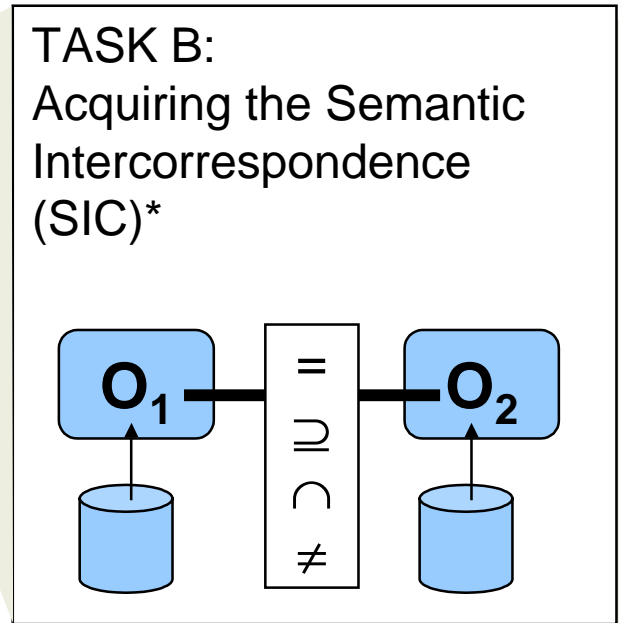 TASK B:
Acquiring the Semantic
Intercorrespondence
(SIC)*
O₁ = O₂
⊇
∩
≠